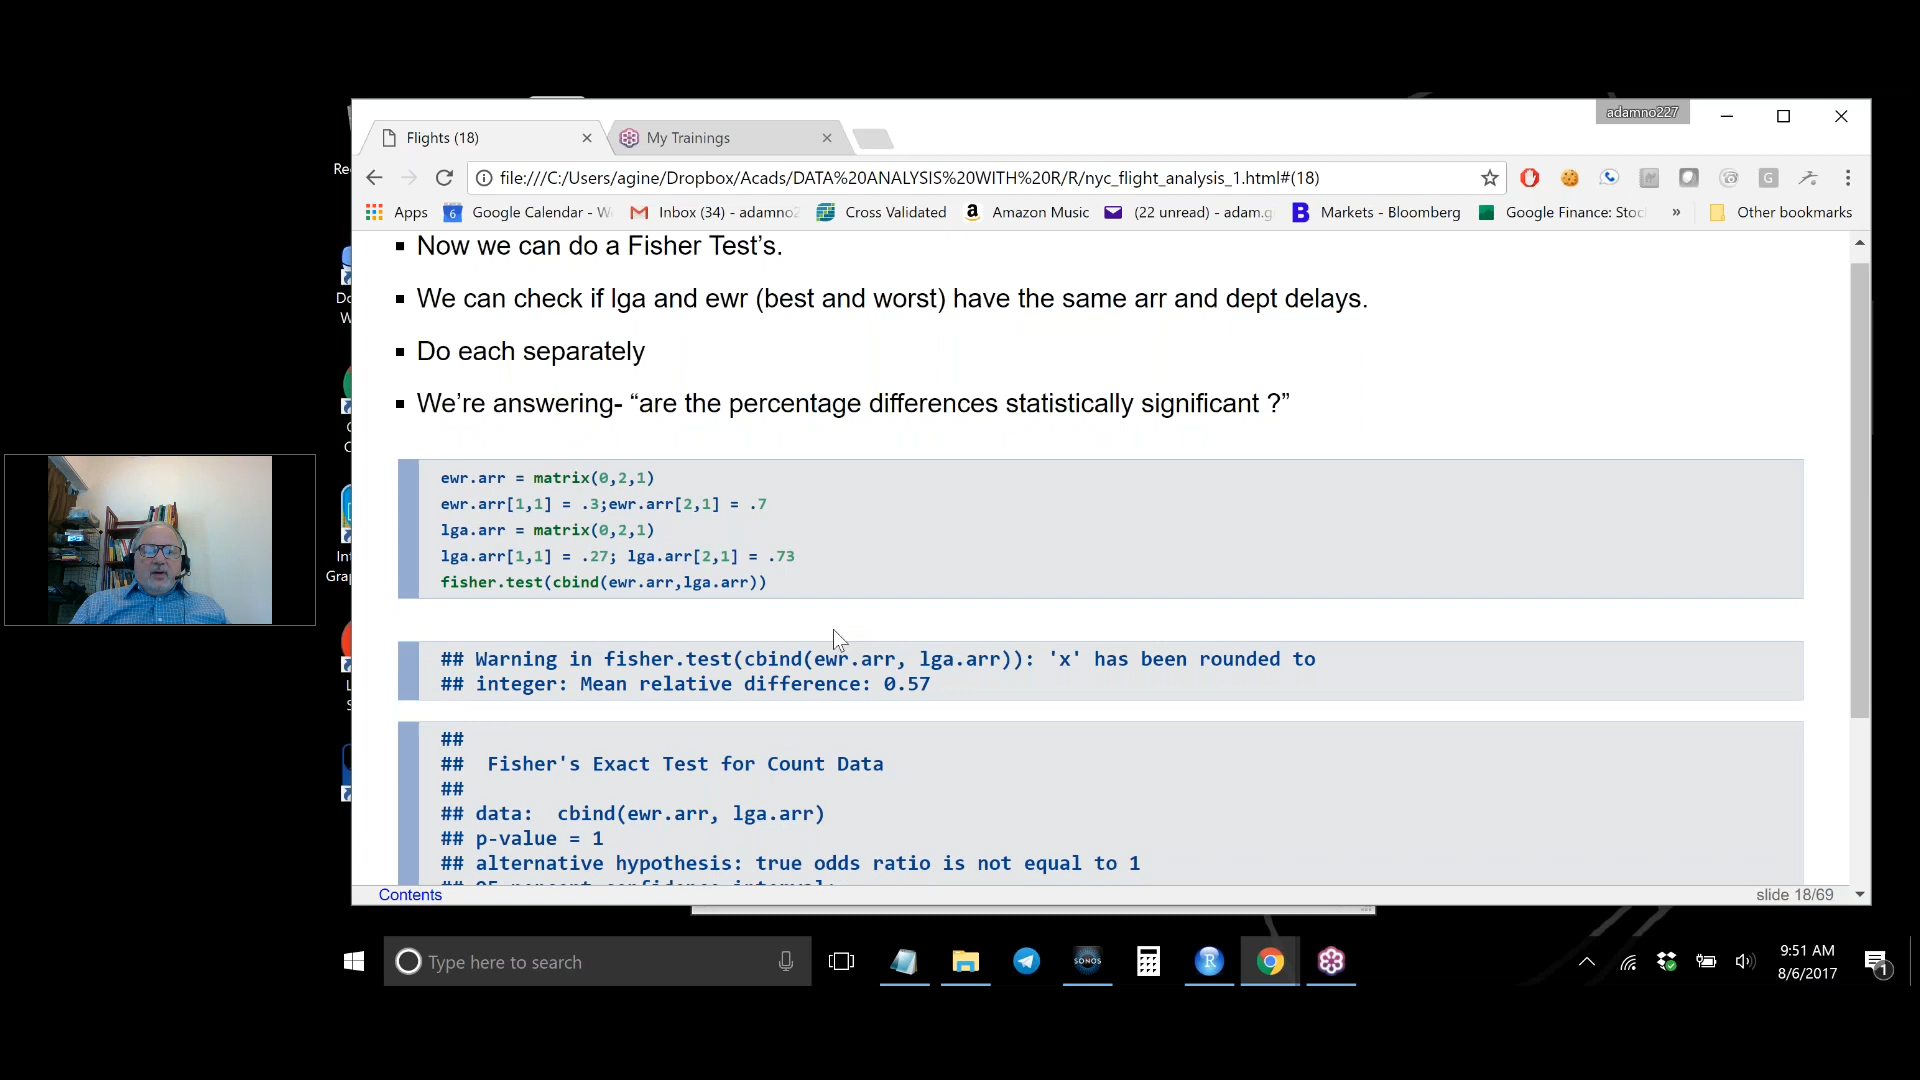 adamno227
Flights (18)
My Trainings
file:///C:/Users/agine/Dropbox/Acads/DATA%20ANALYSIS%20WITH%20R/R/nyc_flight_analysis_1.html#(18)
Apps
6
Google Calendar - W
Inbox (34) - adamno2
Cross Validated
Amazon Music
(22 unread) - adam.g
Markets - Bloomberg
Google Finance: Stoc
»
Other bookmarks
▪ Now we can do a Fisher Test’s.
▪ We can check if lga and ewr (best and worst) have the same arr and dept delays.
▪ Do each separately
▪ We’re answering- “are the percentage differences statistically significant ?”
ewr.arr = matrix(0,2,1)
ewr.arr[1,1] = .3;ewr.arr[2,1] = .7
lga.arr = matrix(0,2,1)
lga.arr[1,1] = .27; lga.arr[2,1] = .73
fisher.test(cbind(ewr.arr,lga.arr))
## Warning in fisher.test(cbind(ewr.arr, lga.arr)): 'x' has been rounded to
## integer: Mean relative difference: 0.57
##
##  Fisher's Exact Test for Count Data
##
## data:  cbind(ewr.arr, lga.arr)
## p-value = 1
## alternative hypothesis: true odds ratio is not equal to 1
## 95 percent confidence interval:
Contents
slide 18/69
Type here to search
SONOS
R
9:51 AM
8/6/2017
1